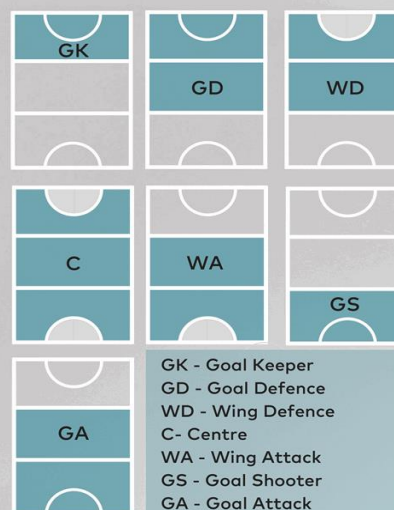 GK
GD
WD
C
WA
GS
GA
GK - Goal Keeper
GD - Goal Defence
WD - Wing Defence
C- Centre
WA - Wing Attack
GS - Goal Shooter
GA - Goal Attack